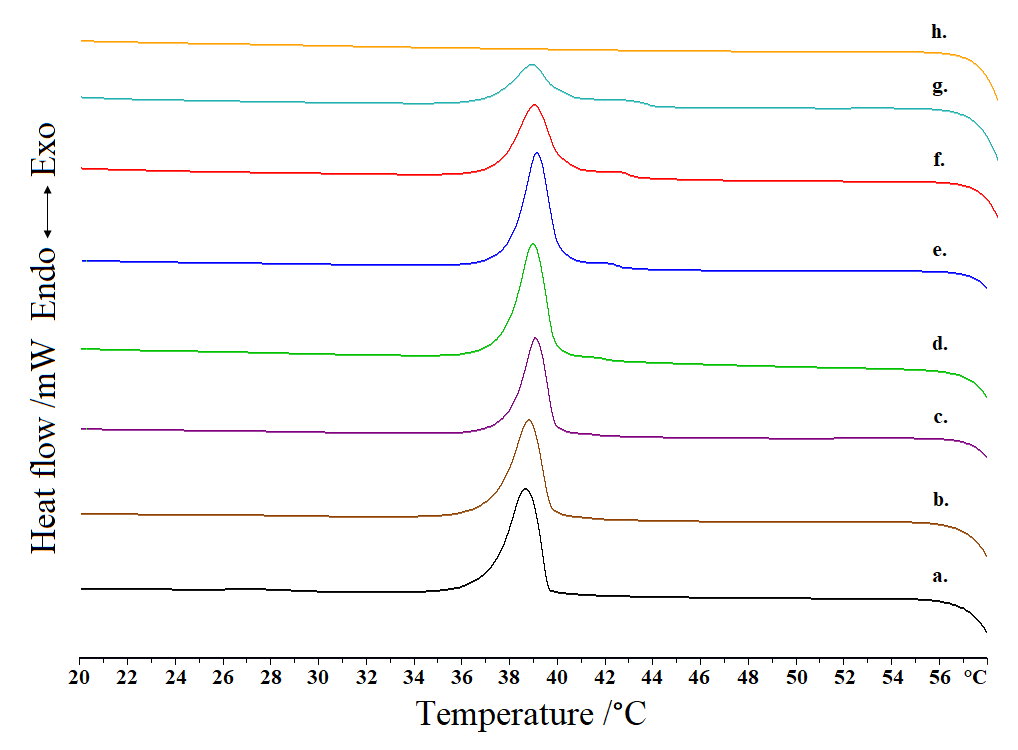 h.
g.
f.
e.
d.
c.
b.
a.
Heat flow /mW Endo ⟷ Exo
20 22 24 26 28 30 32 34 36 38 40 42 44 46 48 50 52 54 56 °C
Temperature /°C